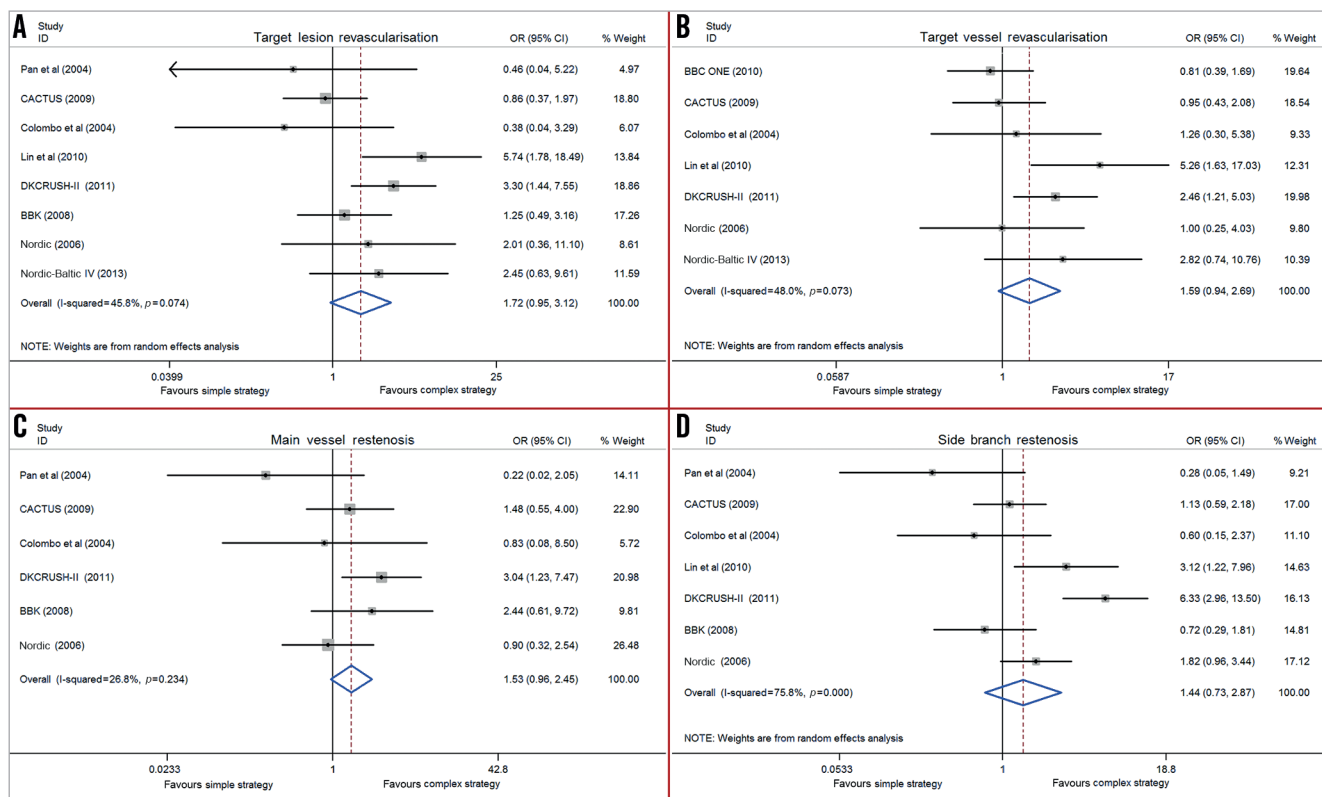 A
Study
ID Target lesion revascularisation OR (95% CI) % Weight
Pan et al (2004) 0.46 (0.04, 5.22) 4.97
CACTUS (2009) 0.86 (0.37, 1.97) 18.80
Colombo et al (2004) 0.38 (0.04, 3.29) 6.07
Lin et al (2010) 5.74 (1.78, 18.49) 13.84
DKCRUSH-II (2011) 3.30 (1.44, 7.55) 18.86
BBK (2008) 1.25 (0.49, 3.16) 17.26
Nordic (2006) 2.01 (0.36, 11.10) 8.61
Nordic-Baltic IV (2013) 2.45 (0.63, 9.61) 11.59
Overall (I-squared=45.8%, p=0.074) 1.72 (0.95, 3.12) 100.00
NOTE: Weights are from random effects analysis
0.0399 1 25
Favours simple strategy Favours complex strategy
B
Study
ID Target vessel revascularisation OR (95% CI) % Weight
BBC ONE (2010) 0.81 (0.39, 1.69) 19.64
CACTUS (2009) 0.95 (0.43, 2.08) 18.54
Colombo et al (2004) 1.26 (0.30, 5.38) 9.33
Lin et al (2010) 5.26 (1.63, 17.03) 12.31
DKCRUSH-II (2011) 2.46 (1.21, 5.03) 19.98
Nordic (2006) 1.00 (0.25, 4.03) 9.80
Nordic-Baltic IV (2013) 2.82 (0.74, 10.76) 10.39
Overall (I-squared=48.0%, p=0.073) 1.59 (0.94, 2.69) 100.00
NOTE: Weights are from random effects analysis
0.0587 1 17
Favours simple strategy Favours complex strategy
C
Study
ID Main vessel restenosis OR (95% CI) % Weight
Pan et al (2004) 0.22 (0.02, 2.05) 14.11
CACTUS (2009) 1.48 (0.55, 4.00) 22.90
Colombo et al (2004) 0.83 (0.08, 8.50) 5.72
DKCRUSH-II (2011) 3.04 (1.23, 7.47) 20.98
BBK (2008) 2.44 (0.61, 9.72) 9.81
Nordic (2006) 0.90 (0.32, 2.54) 26.48
Overall (I-squared=26.8%, p=0.234) 1.53 (0.96, 2.45) 100.00
0.0233 1 42.8
Favours simple strategy Favours complex strategy
D
Study
ID Side branch restenosis OR (95% CI) % Weight
Pan et al (2004) 0.28 (0.05, 1.49) 9.21
CACTUS (2009) 1.13 (0.59, 2.18) 17.00
Colombo et al (2004) 0.60 (0.15, 2.37) 11.10
Lin et al (2010) 3.12 (1.22, 7.96) 14.63
DKCRUSH-II (2011) 6.33 (2.96, 13.50) 16.13
BBK (2008) 0.72 (0.29, 1.81) 14.81
Nordic (2006) 1.82 (0.96, 3.44) 17.12
Overall (I-squared=75.8%, p=0.000) 1.44 (0.73, 2.87) 100.00
NOTE: Weights are from random effects analysis
0.0533 1 18.8
Favours simple strategy Favours complex strategy